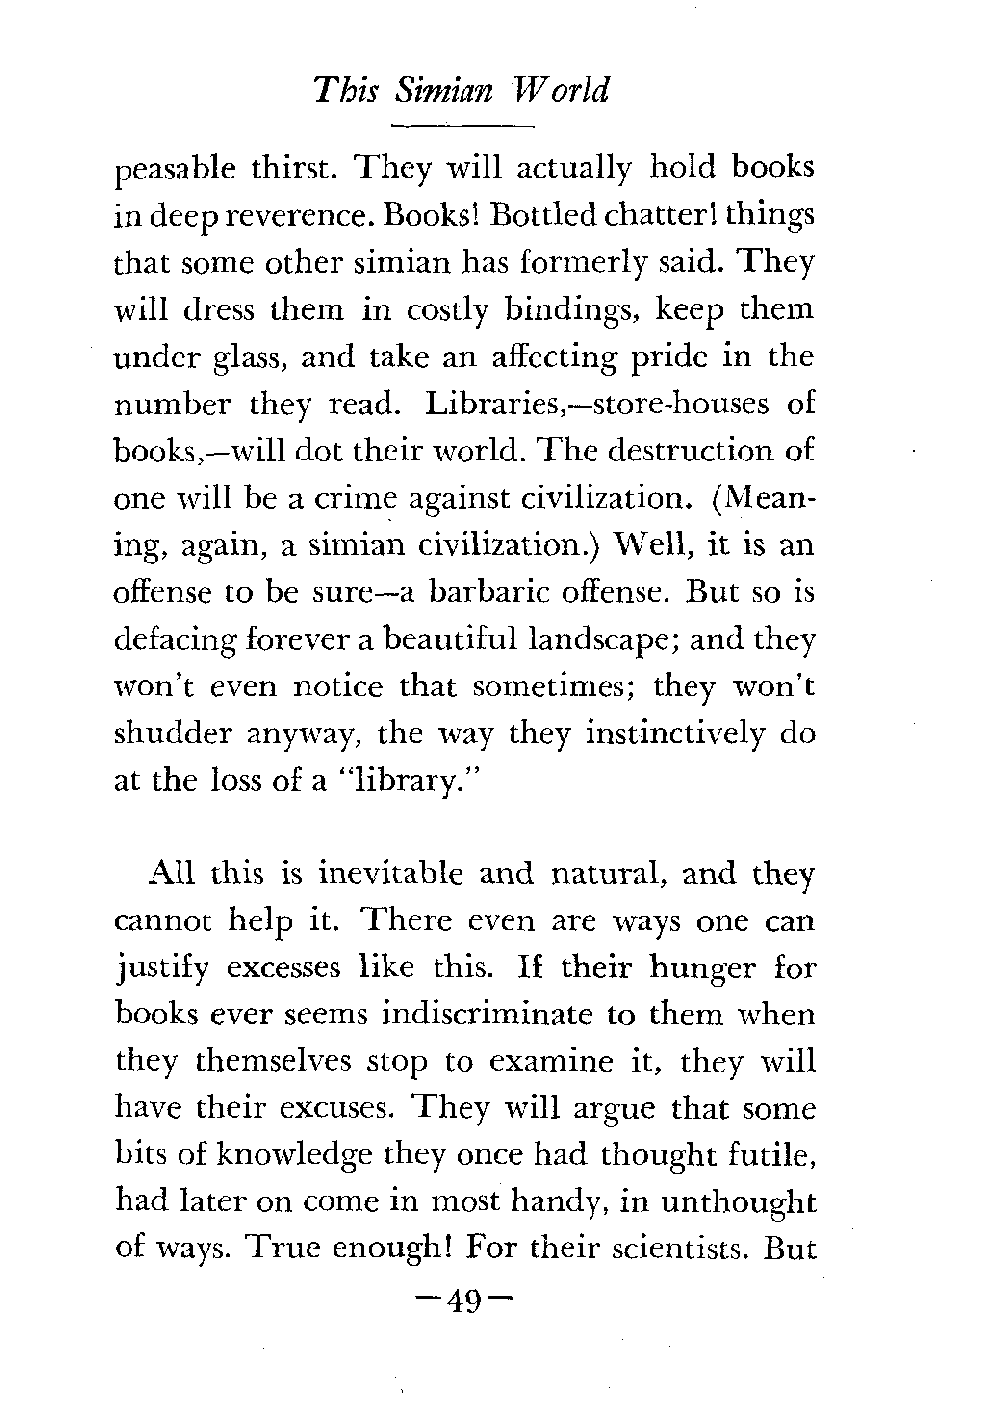 This Simian World
peasable thirst. They will actually hold books
in deep reverence. Books! Bottled chatter! things
that some other simian has formerly said. They
will dress them in costly bindings, keep them
under glass, and take an affecting pride in the
number they read. Libraries,—store-houses of
books,—will dot their world. The destruction of
one will be a crime against civilization. (Mean-
ing, again, a simian civilization.) Well, it is an
offense to be sure—a barbaric offense. But so is
defacing forever a beautiful landscape; and they
won't even notice that sometimes; they won't
shudder anyway, the way they instinctively do
at the loss of a "library."
All this is inevitable and natural, and they
cannot help it. There even are ways one can
justify excesses like this. If their hunger for
books ever seems indiscriminate to them when
they themselves stop to examine it, they will
have their excuses. They will argue that some
bits of knowledge they once had thought futile,
had later on come in most handy, in unthought
of ways. True enough! For their scientists. But
—49—